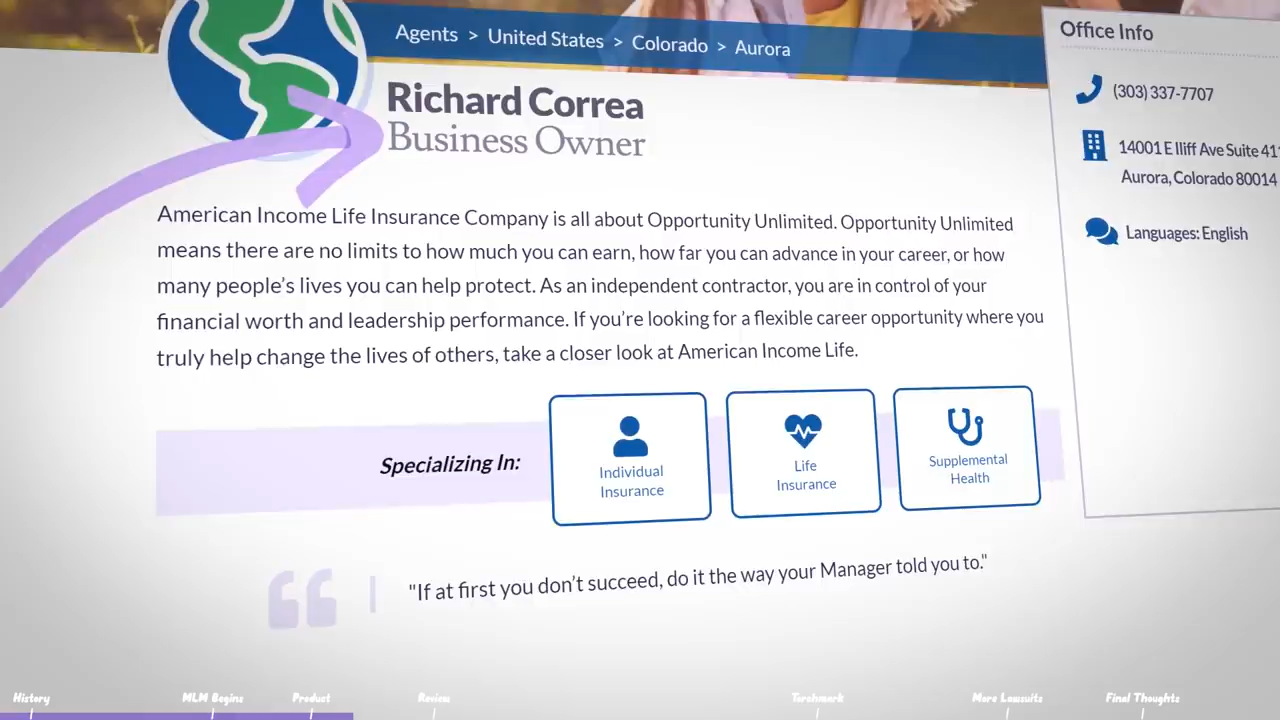 Agents > United States > Colorado > Aurora
Richard Correa
Business Owner
American Income Life Insurance Company is all about Opportunity Unlimited. Opportunity Unlimited
means there are no limits to how much you can earn, how far you can advance in your career, or how
many people's lives you can help protect. As an independent contractor, you are in control of your
financial worth and leadership performance. If you're looking for a flexible career opportunity where you
truly help change the lives of others, take a closer look at American Income Life.
Specializing In:
Individual
Insurance
Life
Insurance
Supplemental
Health
"If at first you don't succeed, do it the way your Manager told you to."
Office Info
(303) 337-7707
14001 E Iliff Ave Suite 41
Aurora, Colorado 80014
Languages: English
History
MLM Begins
Product
Review
Torchmark
More Lawsuits
Final Thoughts